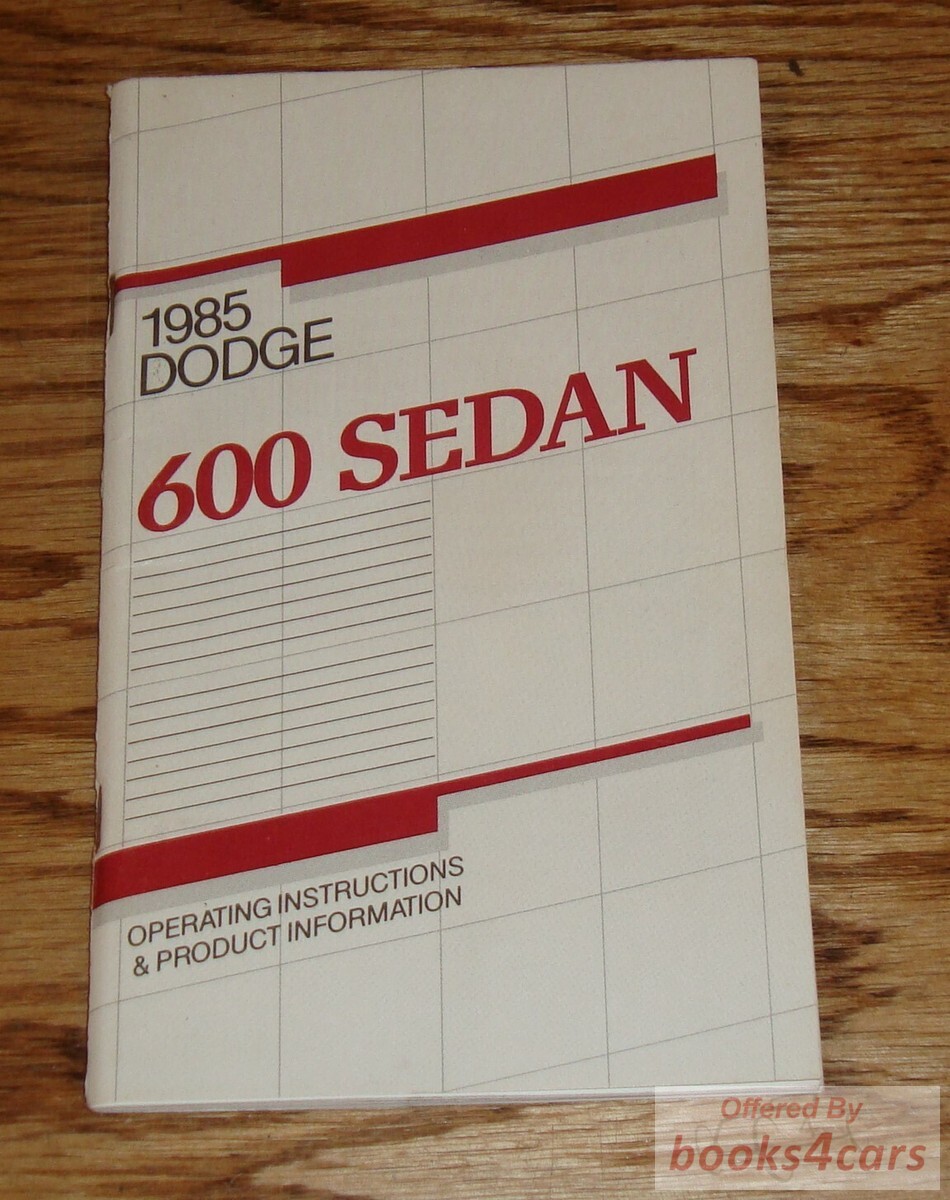 1985
DODGE
600 SEDAN
OPERATING INSTRUCTIONS
& PRODUCT INFORMATION
Offered By
books4cars